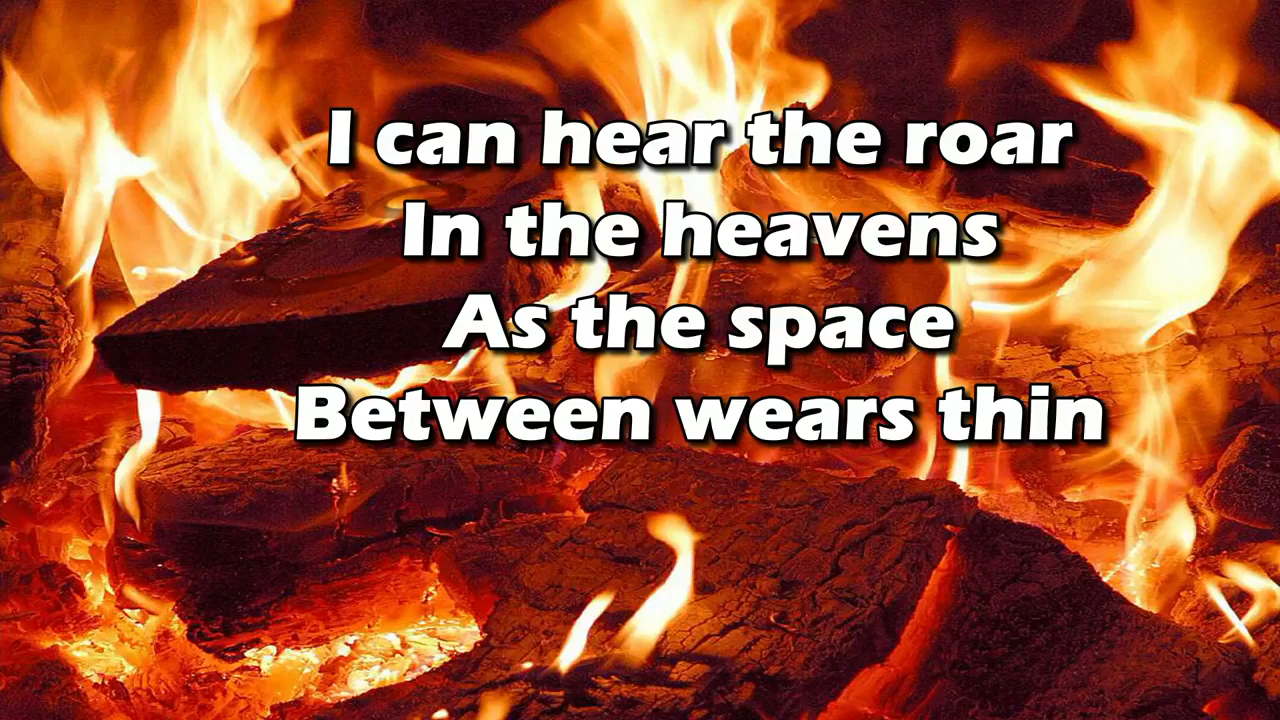 I can hear the roar
In the heavens
As the space
Between wears thin